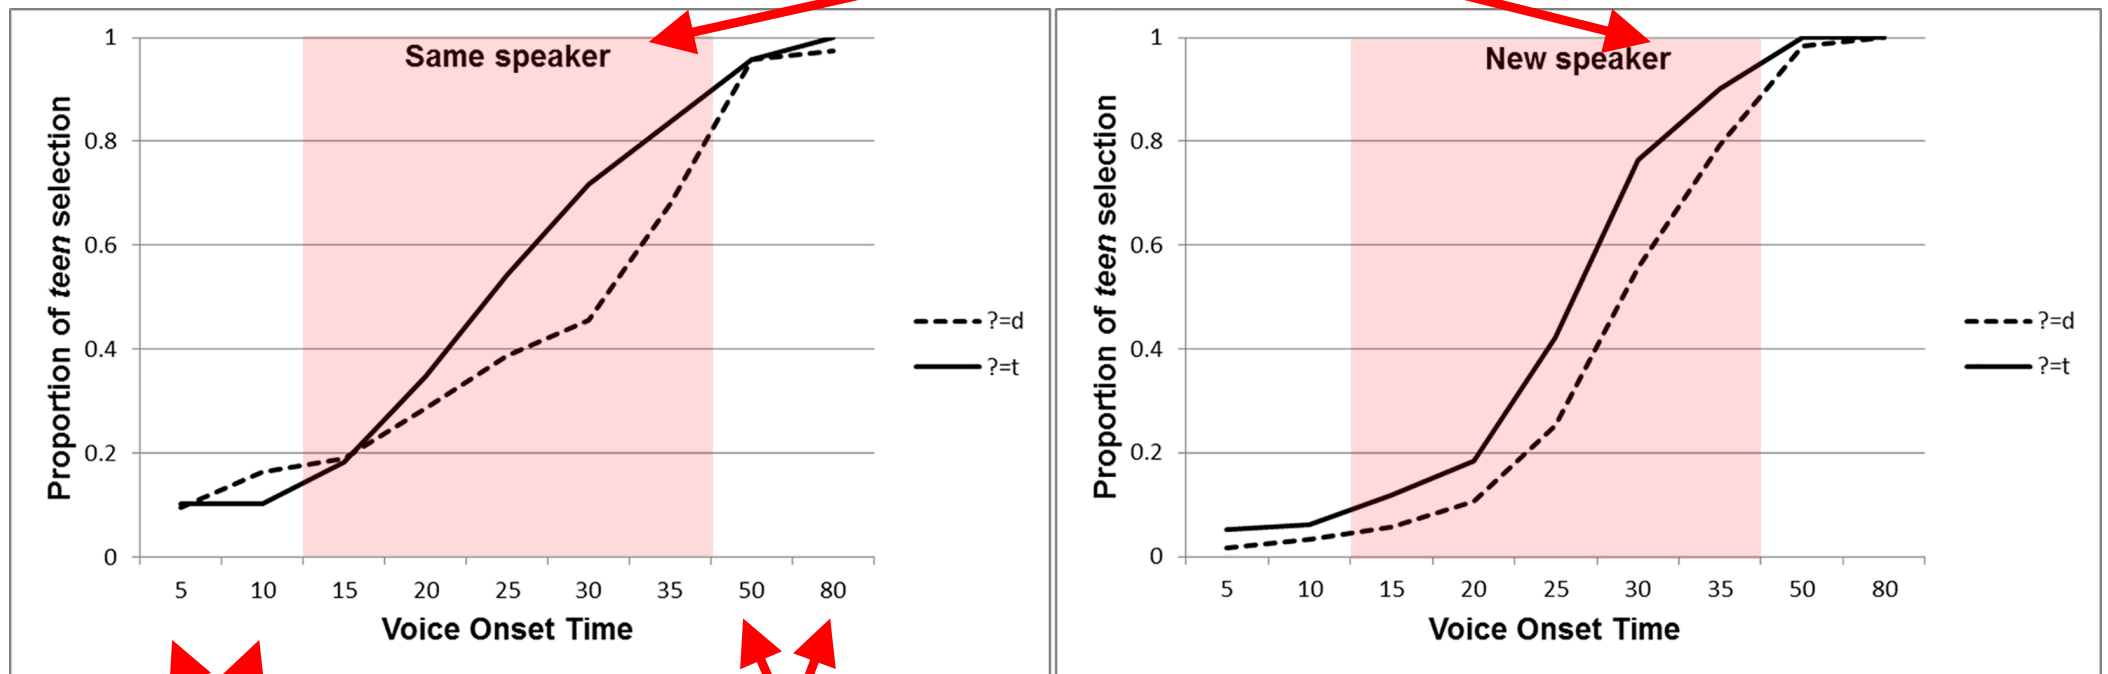 Same speaker
Proportion of teen selection
1
0.8
0.6
0.4
0.2
0
5 10 15 20 25 30 35 50 80
Voice Onset Time
?=d
?=t
New speaker
Proportion of teen selection
1
0.8
0.6
0.4
0.2
0
5 10 15 20 25 30 35 50 80
Voice Onset Time
?=d
?=t